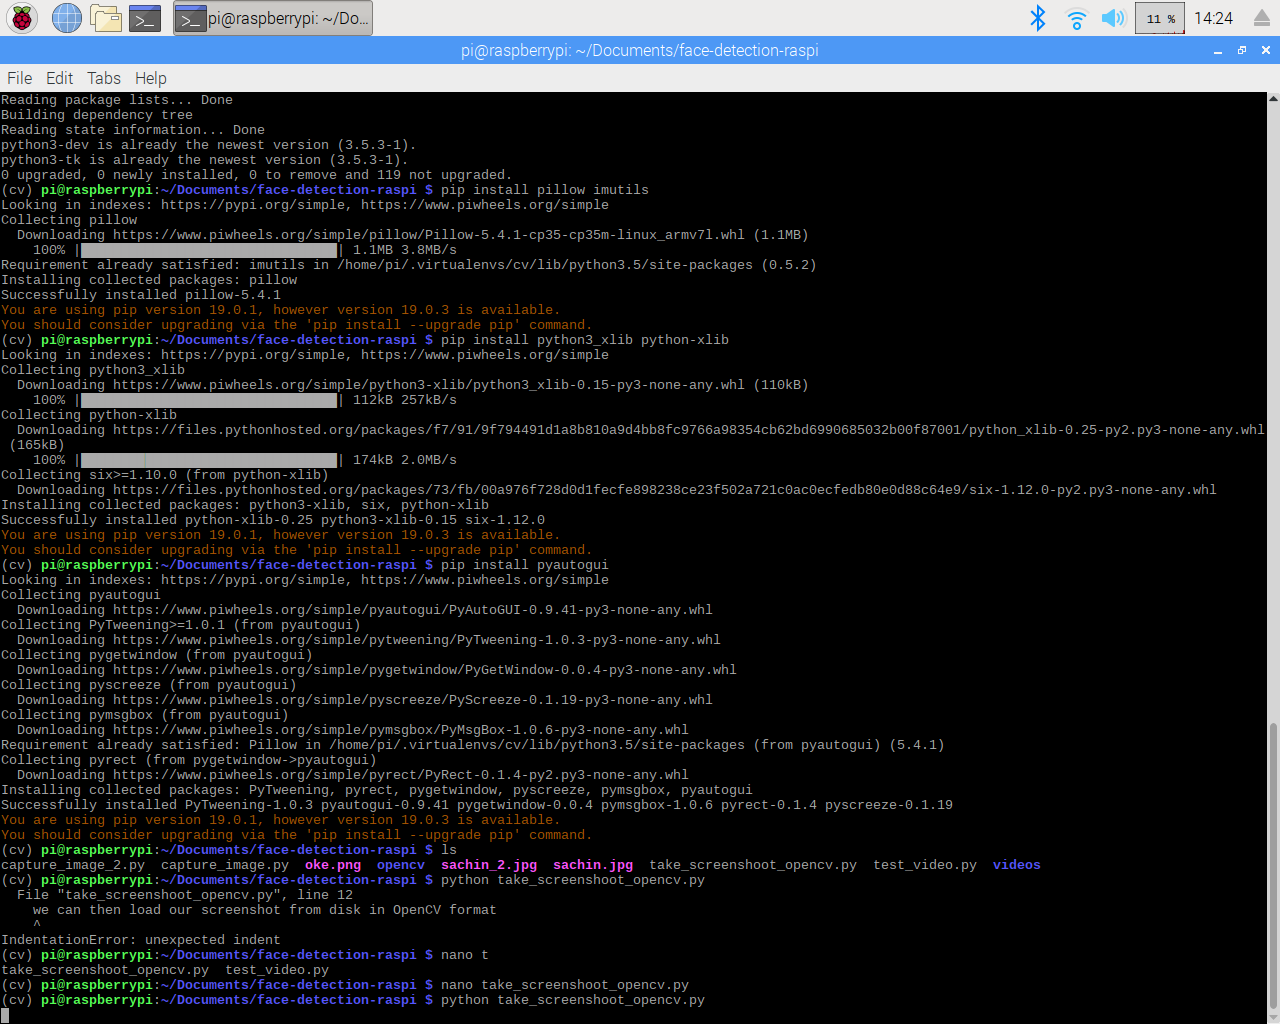 pi@raspberrypi: ~/Do...
11 %
14:24
pi@raspberrypi: ~/Documents/face-detection-raspi
File Edit Tabs Help
Reading package lists... Done
Building dependency tree
Reading state information... Done
python3-dev is already the newest version (3.5.3-1).
python3-tk is already the newest version (3.5.3-1).
0 upgraded, 0 newly installed, 0 to remove and 119 not upgraded.
(cv) pi@raspberrypi:~/Documents/face-detection-raspi $ pip install pillow imutils
Looking in indexes: https://pypi.org/simple, https://www.piwheels.org/simple
Collecting pillow
  Downloading https://www.piwheels.org/simple/pillow/Pillow-5.4.1-cp35-cp35m-linux_armv7l.whl (1.1MB)
    100% |████████████████████████████████| 1.1MB 3.8MB/s
Requirement already satisfied: imutils in /home/pi/.virtualenvs/cv/lib/python3.5/site-packages (0.5.2)
Installing collected packages: pillow
Successfully installed pillow-5.4.1
You are using pip version 19.0.1, however version 19.0.3 is available.
You should consider upgrading via the 'pip install --upgrade pip' command.
(cv) pi@raspberrypi:~/Documents/face-detection-raspi $ pip install python3_xlib python-xlib
Looking in indexes: https://pypi.org/simple, https://www.piwheels.org/simple
Collecting python3_xlib
  Downloading https://www.piwheels.org/simple/python3-xlib/python3_xlib-0.15-py3-none-any.whl (110kB)
    100% |████████████████████████████████| 112kB 257kB/s
Collecting python-xlib
  Downloading https://files.pythonhosted.org/packages/f7/91/9f794491d1a8b810a9d4bb8fc9766a98354cb62bd6990685032b00f87001/python_xlib-0.25-py2.py3-none-any.whl
 (165kB)
    100% |████████████████████████████████| 174kB 2.0MB/s
Collecting six>=1.10.0 (from python-xlib)
  Downloading https://files.pythonhosted.org/packages/73/fb/00a976f728d0d1fecfe898238ce23f502a721c0ac0ecfedb80e0d88c64e9/six-1.12.0-py2.py3-none-any.whl
Installing collected packages: python3-xlib, six, python-xlib
Successfully installed python-xlib-0.25 python3-xlib-0.15 six-1.12.0
You are using pip version 19.0.1, however version 19.0.3 is available.
You should consider upgrading via the 'pip install --upgrade pip' command.
(cv) pi@raspberrypi:~/Documents/face-detection-raspi $ pip install pyautogui
Looking in indexes: https://pypi.org/simple, https://www.piwheels.org/simple
Collecting pyautogui
  Downloading https://www.piwheels.org/simple/pyautogui/PyAutoGUI-0.9.41-py3-none-any.whl
Collecting PyTweening>=1.0.1 (from pyautogui)
  Downloading https://www.piwheels.org/simple/pytweening/PyTweening-1.0.3-py3-none-any.whl
Collecting pygetwindow (from pyautogui)
  Downloading https://www.piwheels.org/simple/pygetwindow/PyGetWindow-0.0.4-py3-none-any.whl
Collecting pyscreeze (from pyautogui)
  Downloading https://www.piwheels.org/simple/pyscreeze/PyScreeze-0.1.19-py3-none-any.whl
Collecting pymsgbox (from pyautogui)
  Downloading https://www.piwheels.org/simple/pymsgbox/PyMsgBox-1.0.6-py3-none-any.whl
Requirement already satisfied: Pillow in /home/pi/.virtualenvs/cv/lib/python3.5/site-packages (from pyautogui) (5.4.1)
Collecting pyrect (from pygetwindow->pyautogui)
  Downloading https://www.piwheels.org/simple/pyrect/PyRect-0.1.4-py2.py3-none-any.whl
Installing collected packages: PyTweening, pyrect, pygetwindow, pyscreeze, pymsgbox, pyautogui
Successfully installed PyTweening-1.0.3 pyautogui-0.9.41 pygetwindow-0.0.4 pymsgbox-1.0.6 pyrect-0.1.4 pyscreeze-0.1.19
You are using pip version 19.0.1, however version 19.0.3 is available.
You should consider upgrading via the 'pip install --upgrade pip' command.
(cv) pi@raspberrypi:~/Documents/face-detection-raspi $ ls
capture_image_2.py  capture_image.py  oke.png  opencv  sachin_2.jpg  sachin.jpg  take_screenshoot_opencv.py  test_video.py  videos
(cv) pi@raspberrypi:~/Documents/face-detection-raspi $ python take_screenshoot_opencv.py
  File "take_screenshoot_opencv.py", line 12
    we can then load our screenshot from disk in OpenCV format
    ^
IndentationError: unexpected indent
(cv) pi@raspberrypi:~/Documents/face-detection-raspi $ nano t
take_screenshoot_opencv.py  test_video.py
(cv) pi@raspberrypi:~/Documents/face-detection-raspi $ nano take_screenshoot_opencv.py
(cv) pi@raspberrypi:~/Documents/face-detection-raspi $ python take_screenshoot_opencv.py